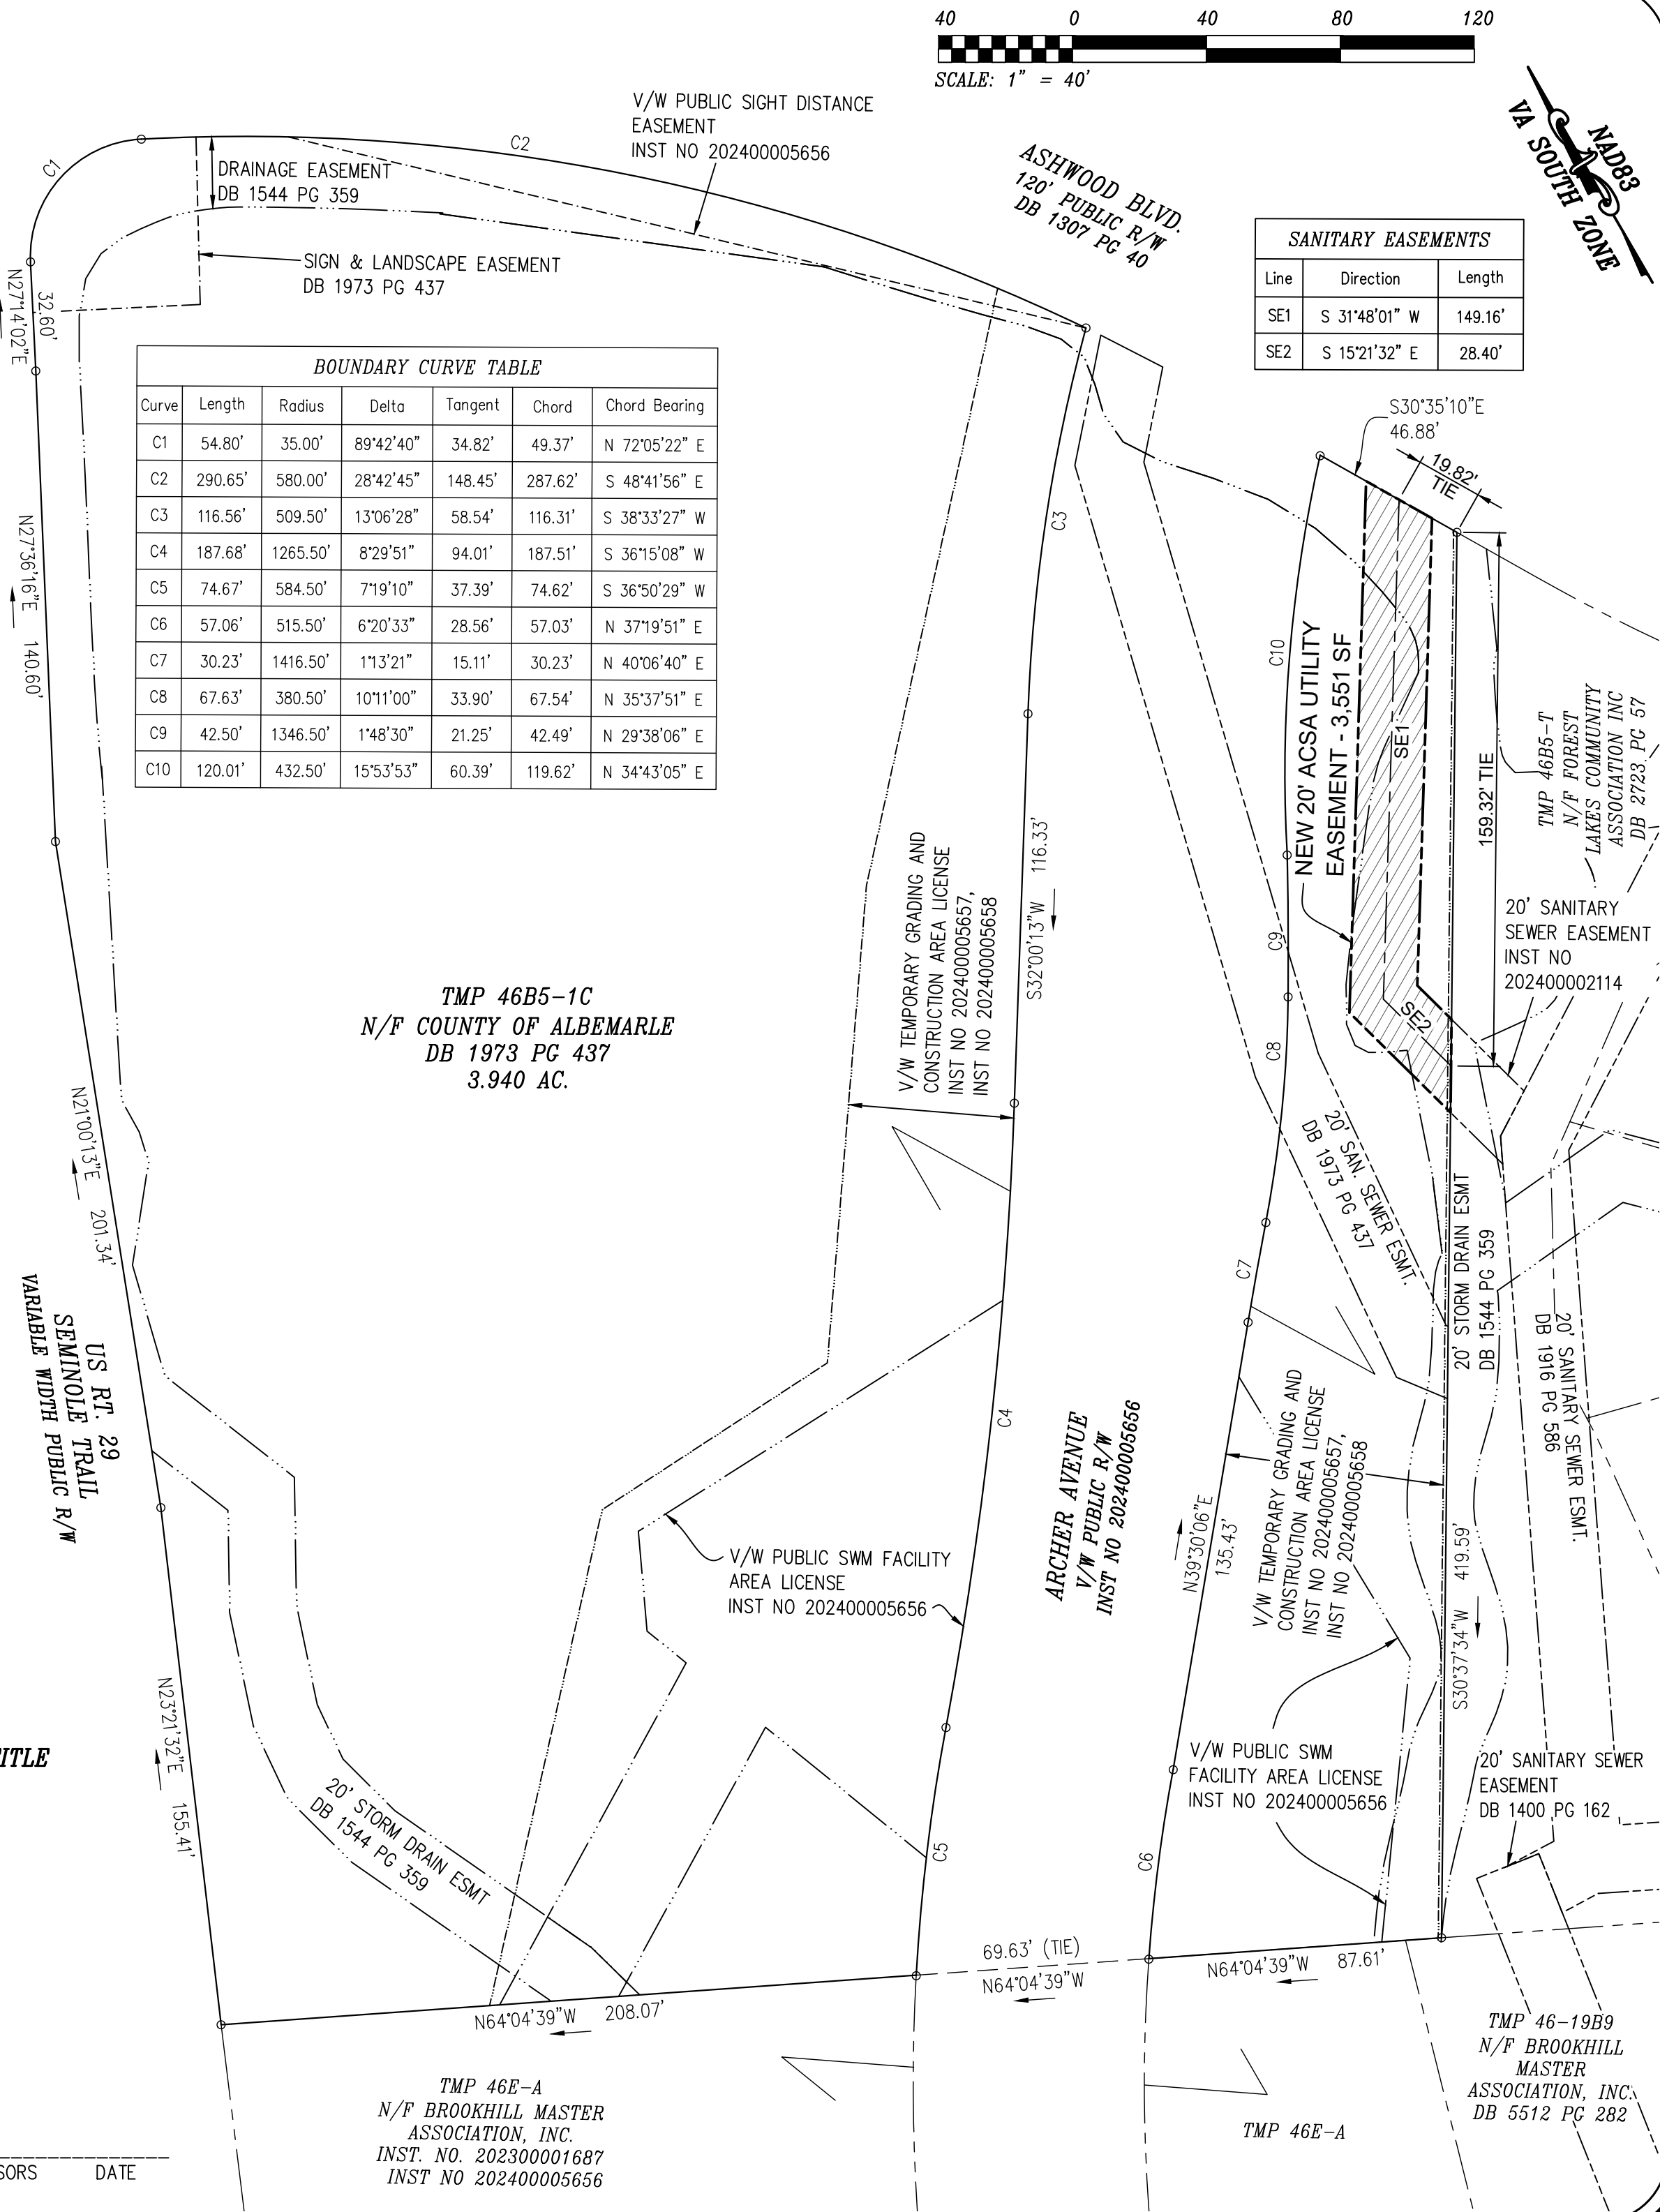 40 0 40 80 120
SCALE: 1" = 40'
NAD83
VA SOUTH ZONE
V/W PUBLIC SIGHT DISTANCE
EASEMENT
INST NO 202400005656
C1
C2
DRAINAGE EASEMENT
DB 1544 PG 359
SIGN & LANDSCAPE EASEMENT
DB 1973 PG 437
N27°14'02"E
32.60'
ASHWOOD BLVD.
120' PUBLIC R/W
DB 1307 PG 40
SANITARY EASEMENTS
Line Direction Length
SE1 S 31°48'01" W 149.16'
SE2 S 15°21'32" E 28.40'
BOUNDARY CURVE TABLE
Curve Length Radius Delta Tangent Chord Chord Bearing
C1 54.80' 35.00' 89°42'40" 34.82' 49.37' N 72°05'22" E
C2 290.65' 580.00' 28°42'45" 148.45' 287.62' S 48°41'56" E
C3 116.56' 509.50' 13°06'28" 58.54' 116.31' S 38°33'27" W
C4 187.68' 1265.50' 8°29'51" 94.01' 187.51' S 36°15'08" W
C5 74.67' 584.50' 7°19'10" 37.39' 74.62' S 36°50'29" W
C6 57.06' 515.50' 6°20'33" 28.56' 57.03' N 37°19'51" E
C7 30.23' 1416.50' 1°13'21" 15.11' 30.23' N 40°06'40" E
C8 67.63' 380.50' 10°11'00" 33.90' 67.54' N 35°37'51" E
C9 42.50' 1346.50' 1°48'30" 21.25' 42.49' N 29°38'06" E
C10 120.01' 432.50' 15°53'53" 60.39' 119.62' N 34°43'05" E
S30°35'10"E
46.88'
19.82'
TIE
C3
C10
NEW 20' ACSA UTILITY
EASEMENT - 3,551 SF
SE1
SE2
159.32' TIE
TMP 46B5-T
N/F FOREST
LAKES COMMUNITY
ASSOCIATION INC
DB 2723 PG 57
N27°36'16"E 140.60'
V/W TEMPORARY GRADING AND
CONSTRUCTION AREA LICENSE
INST NO 202400005657,
INST NO 202400005658
S32°00'13"W 116.33'
C9
C8
20' SANITARY
SEWER EASEMENT
INST NO
202400002114
TMP 46B5-1C
N/F COUNTY OF ALBEMARLE
DB 1973 PG 437
3.940 AC.
N21°00'13"E 201.34'
20' SAN. SEWER ESMT.
DB 1973 PG 437
C7
20' STORM DRAIN ESMT
DB 1544 PG 359
20' SANITARY SEWER ESMT.
DB 1916 PG 586
US RT. 29
SEMINOLE TRAIL
VARIABLE WIDTH PUBLIC R/W
C4
ARCHER AVENUE
V/W PUBLIC R/W
INST NO 202400005656
N39°30'06"E
135.43'
V/W TEMPORARY GRADING AND
CONSTRUCTION AREA LICENSE
INST NO 202400005657,
INST NO 202400005658
S30°37'34"W 419.59'
V/W PUBLIC SWM FACILITY
AREA LICENSE
INST NO 202400005656
N23°21'32"E 155.41'
ITLE
20' STORM DRAIN ESMT
DB 1544 PG 359
C5
C6
V/W PUBLIC SWM
FACILITY AREA LICENSE
INST NO 202400005656
20' SANITARY SEWER
EASEMENT
DB 1400 PG 162
69.63' (TIE)
N64°04'39"W
N64°04'39"W 87.61'
N64°04'39"W 208.07'
TMP 46E-A
N/F BROOKHILL MASTER
ASSOCIATION, INC.
INST. NO. 202300001687
INST NO 202400005656
TMP 46E-A
TMP 46-19B9
N/F BROOKHILL
MASTER
ASSOCIATION, INC.
DB 5512 PG 282
SORS DATE